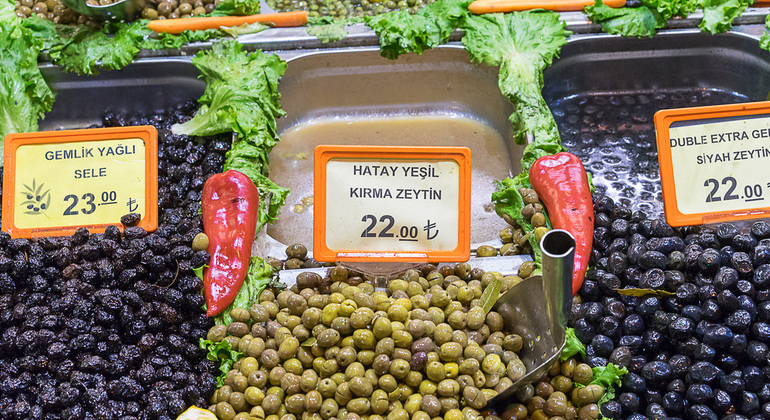 GEMLİK YAĞLI
SELE
23.00 ₺
HATAY YEŞİL
KIRMA ZEYTİN
22.00 ₺
DUBLE EXTRA GE
SİYAH ZEYTİN
22.00 ₺